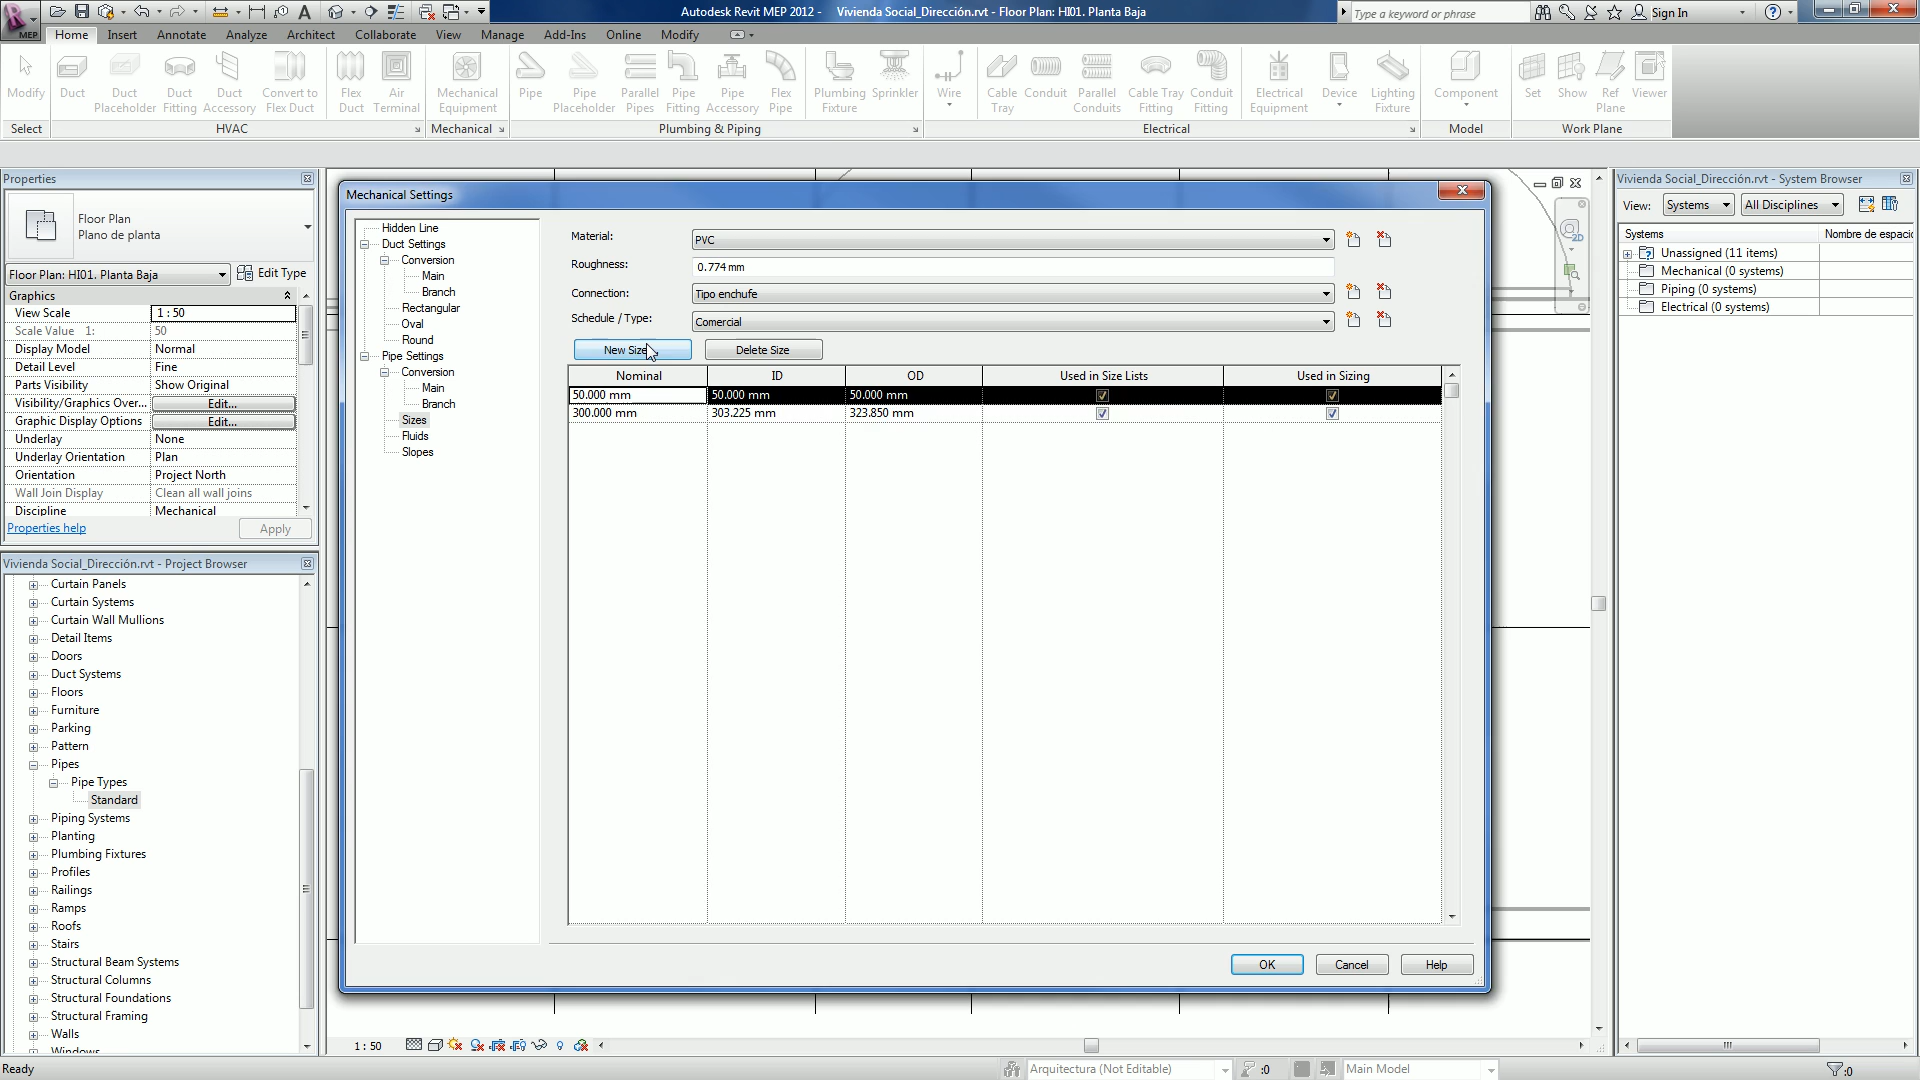 Autodesk Revit MEP 2012 - Vivienda Social_Dirección.rvt - Floor Plan: HI01. Planta Baja
Type a keyword or phrase
Sign In
MEP
Home Insert Annotate Analyze Architect Collaborate View Manage Add-Ins Online Modify
Modify
Duct
Duct Placeholder
Duct Fitting
Duct Accessory
Convert to Flex Duct
Flex Duct
Air Terminal
Mechanical Equipment
Pipe
Pipe Placeholder
Parallel Pipes
Pipe Fitting
Pipe Accessory
Flex Pipe
Plumbing Fixture
Sprinkler
Wire
Cable Tray
Conduit
Parallel Conduits
Cable Tray Fitting
Conduit Fitting
Electrical Equipment
Device
Lighting Fixture
Component
Set
Show
Ref Plane
Viewer
Select HVAC Mechanical Plumbing & Piping Electrical Model Work Plane
Properties
Floor Plan
Plano de planta
Floor Plan: HI01. Planta Baja Edit Type
Graphics
View Scale 1 : 50
Scale Value 1: 50
Display Model Normal
Detail Level Fine
Parts Visibility Show Original
Visibility/Graphics Over... Edit...
Graphic Display Options Edit...
Underlay None
Underlay Orientation Plan
Orientation Project North
Wall Join Display Clean all wall joins
Discipline Mechanical
Properties help Apply
Vivienda Social_Dirección.rvt - Project Browser
Curtain Panels
Curtain Systems
Curtain Wall Mullions
Detail Items
Doors
Duct Systems
Floors
Furniture
Parking
Pattern
Pipes
Pipe Types
Standard
Piping Systems
Planting
Plumbing Fixtures
Profiles
Railings
Ramps
Roofs
Stairs
Structural Beam Systems
Structural Columns
Structural Foundations
Structural Framing
Walls
Windows
Mechanical Settings
Hidden Line
Duct Settings
Conversion
Main
Branch
Rectangular
Oval
Round
Pipe Settings
Conversion
Main
Branch
Sizes
Fluids
Slopes
Material: PVC
Roughness: 0.774 mm
Connection: Tipo enchufe
Schedule / Type: Comercial
New Size Delete Size
Nominal ID OD Used in Size Lists Used in Sizing
50.000 mm 50.000 mm 50.000 mm
300.000 mm 303.225 mm 323.850 mm
OK Cancel Help
2D
Vivienda Social_Dirección.rvt - System Browser
View: Systems All Disciplines
Systems Nombre de espaci
Unassigned (11 items)
Mechanical (0 systems)
Piping (0 systems)
Electrical (0 systems)
1 : 50
Ready
Arquitectura (Not Editable) :0 Main Model :0